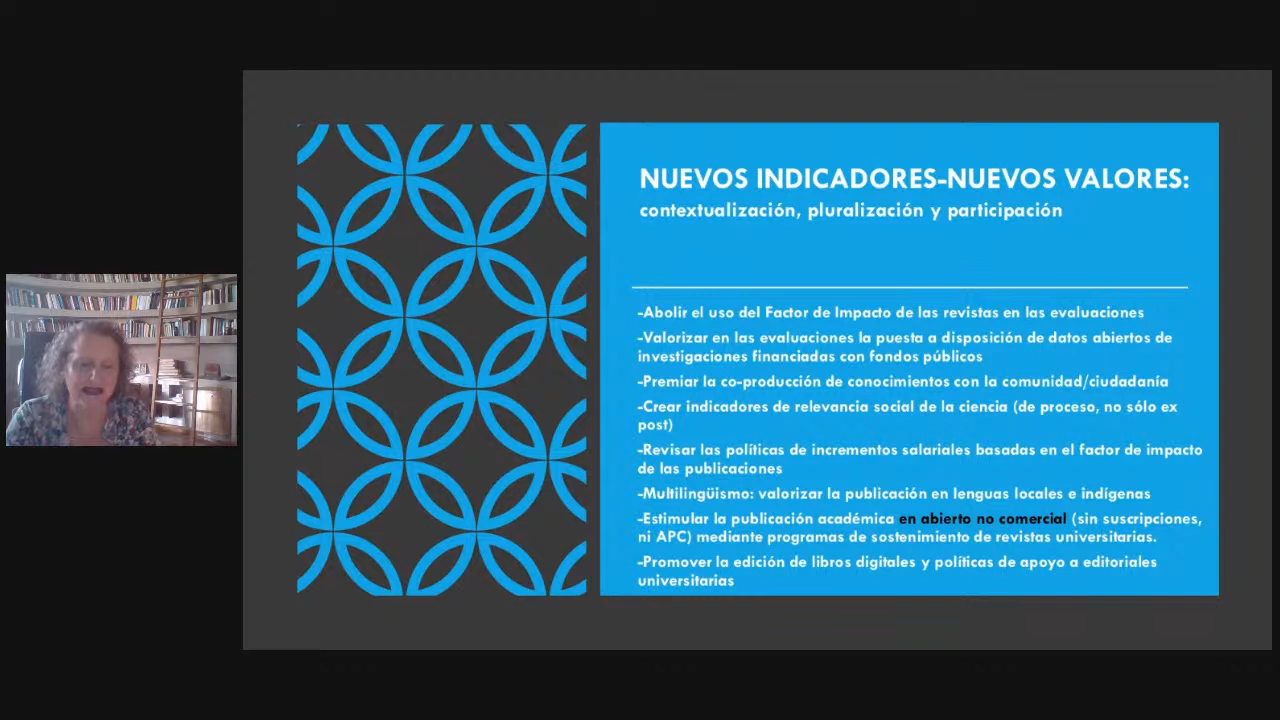 NUEVOS INDICADORES-NUEVOS VALORES:
contextualización, pluralización y participación
-Abolir el uso del Factor de Impacto de las revistas en las evaluaciones
-Valorizar en las evaluaciones la puesta a disposición de datos abiertos de
investigaciones financiadas con fondos públicos
-Premiar la co-producción de conocimientos con la comunidad/ciudadanía
-Crear indicadores de relevancia social de la ciencia (de proceso, no sólo ex
post)
-Revisar las políticas de incrementos salariales basadas en el factor de impacto
de las publicaciones
-Multilingüismo: valorizar la publicación en lenguas locales e indígenas
-Estimular la publicación académica en abierto no comercial (sin suscripciones,
ni APC) mediante programas de sostenimiento de revistas universitarias.
-Promover la edición de libros digitales y políticas de apoyo a editoriales
universitarias